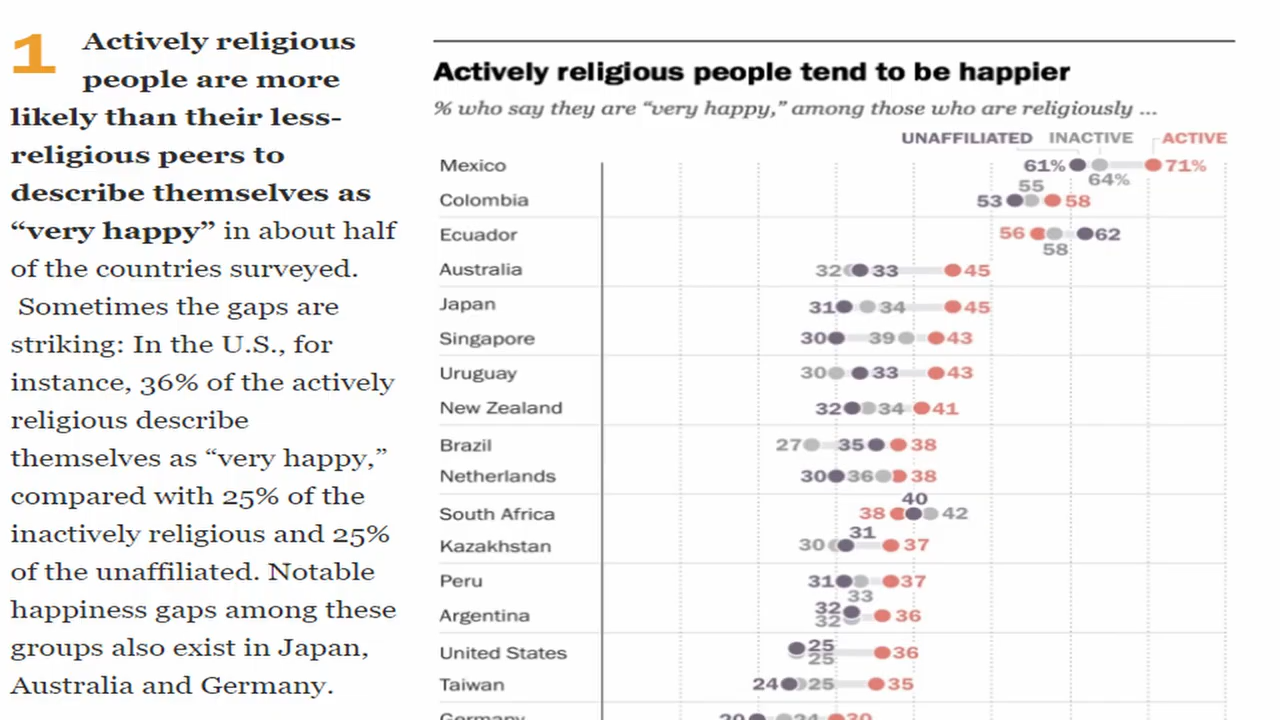 1 Actively religious
people are more
likely than their less-
religious peers to
describe themselves as
“very happy” in about half
of the countries surveyed.
Sometimes the gaps are
striking: In the U.S., for
instance, 36% of the actively
religious describe
themselves as “very happy,”
compared with 25% of the
inactively religious and 25%
of the unaffiliated. Notable
happiness gaps among these
groups also exist in Japan,
Australia and Germany.
Actively religious people tend to be happier
% who say they are “very happy,” among those who are religiously ...
UNAFFILIATED INACTIVE ACTIVE
Mexico 61% 64% 71%
Colombia 53 55 58
Ecuador 56 58 62
Australia 32 33 45
Japan 31 34 45
Singapore 30 39 43
Uruguay 30 33 43
New Zealand 32 34 41
Brazil 27 35 38
Netherlands 30 36 38
South Africa 38 40 42
Kazakhstan 30 31 37
Peru 31 33 37
Argentina 32 32 36
United States 25 25 36
Taiwan 24 25 35
Germany 20 24 30